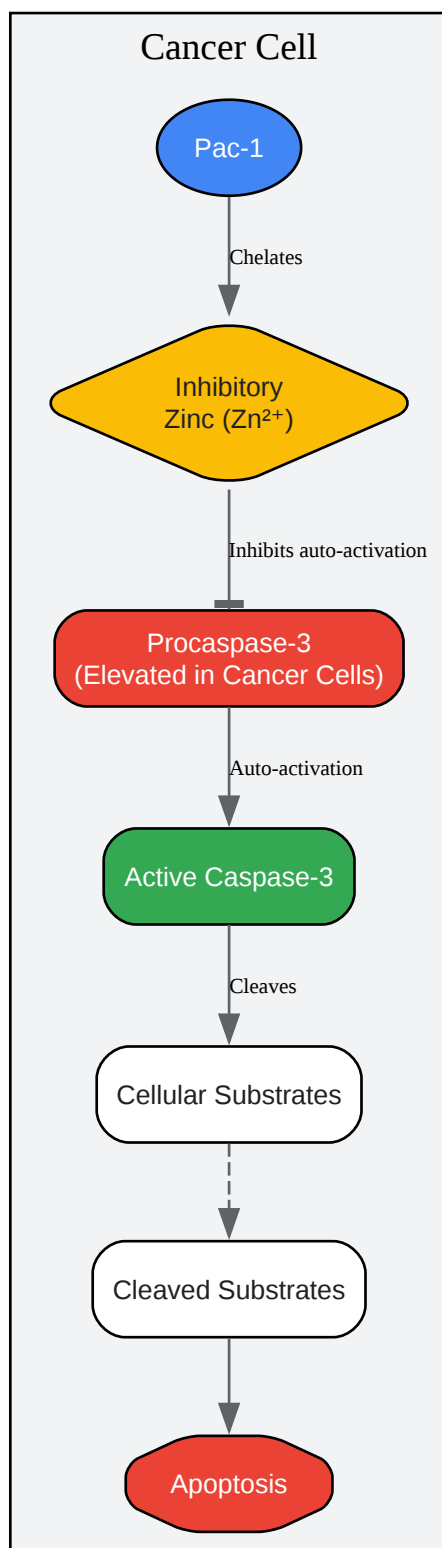 Cancer Cell
Pac-1
Chelates
Inhibitory
Zinc (Zn²⁺)
Inhibits auto-activation
Procaspase-3
(Elevated in Cancer Cells)
Auto-activation
Active Caspase-3
Cleaves
Cellular Substrates
Cleaved Substrates
Apoptosis